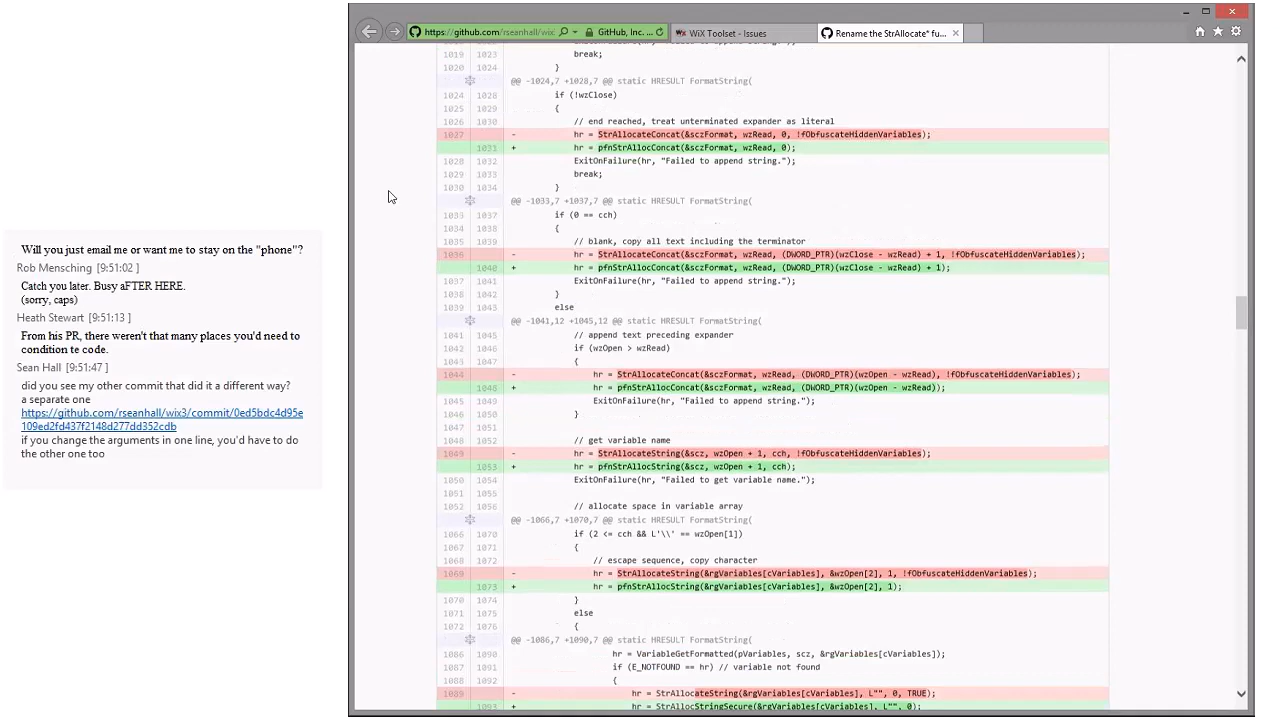 Will you just email me or want me to stay on the "phone"?
Rob Mensching [9:51:02 ]
Catch you later. Busy aFTER HERE.
(sorry, caps)
Heath Stewart [9:51:13 ]
From his PR, there weren't that many places you'd need to
condition te code.
Sean Hall [9:51:47 ]
did you see my other commit that did it a different way?
a separate one
https://github.com/rseanhall/wix3/commit/0ed5bdc4d95e
109ed2fd437f2148d277dd352cdb
if you change the arguments in one line, you'd have to do
the other one too
https://github.com/rseanhall/wix GitHub, Inc. ... WiX Toolset - Issues Rename the StrAllocate* fu...
1019 1023 break;
1020 1024 }
@@ -1024,7 +1028,7 @@ static HRESULT FormatString(
1024 1028 if (!wzClose)
1025 1029 {
1026 1030 // end reached, treat unterminated expander as literal
1027 - hr = StrAllocateConcat(&sczFormat, wzRead, 0, !fObfuscateHiddenVariables);
1031 + hr = pfnStrAllocConcat(&sczFormat, wzRead, 0);
1028 1032 ExitOnFailure(hr, "Failed to append string.");
1029 1033 break;
1030 1034 }
@@ -1033,7 +1037,7 @@ static HRESULT FormatString(
1033 1037 if (0 == cch)
1034 1038 {
1035 1039 // blank, copy all text including the terminator
1036 - hr = StrAllocateConcat(&sczFormat, wzRead, (DWORD_PTR)(wzClose - wzRead) + 1, !fObfuscateHiddenVariables);
1040 + hr = pfnStrAllocConcat(&sczFormat, wzRead, (DWORD_PTR)(wzClose - wzRead) + 1);
1037 1041 ExitOnFailure(hr, "Failed to append string.");
1038 1042 }
1039 1043 else
@@ -1041,12 +1045,12 @@ static HRESULT FormatString(
1041 1045 // append text preceding expander
1042 1046 if (wzOpen > wzRead)
1043 1047 {
1044 - hr = StrAllocateConcat(&sczFormat, wzRead, (DWORD_PTR)(wzOpen - wzRead), !fObfuscateHiddenVariables);
1048 + hr = pfnStrAllocConcat(&sczFormat, wzRead, (DWORD_PTR)(wzOpen - wzRead));
1045 1049 ExitOnFailure(hr, "Failed to append string.");
1046 1050 }
1047 1051
1048 1052 // get variable name
1049 - hr = StrAllocateString(&scz, wzOpen + 1, cch, !fObfuscateHiddenVariables);
1053 + hr = pfnStrAllocString(&scz, wzOpen + 1, cch);
1050 1054 ExitOnFailure(hr, "Failed to get variable name.");
1051 1055
1052 1056 // allocate space in variable array
@@ -1066,7 +1070,7 @@ static HRESULT FormatString(
1066 1070 if (2 <= cch && L'\\' == wzOpen[1])
1067 1071 {
1068 1072 // escape sequence, copy character
1069 - hr = StrAllocateString(&rgVariables[cVariables], &wzOpen[2], 1, !fObfuscateHiddenVariables);
1073 + hr = pfnStrAllocString(&rgVariables[cVariables], &wzOpen[2], 1);
1070 1074 }
1071 1075 else
1072 1076 {
@@ -1086,7 +1090,7 @@ static HRESULT FormatString(
1086 1090 hr = VariableGetFormatted(pVariables, scz, &rgVariables[cVariables]);
1087 1091 if (E_NOTFOUND == hr) // variable not found
1088 1092 {
1089 - hr = StrAllocateString(&rgVariables[cVariables], L"", 0, TRUE);
1093 + hr = StrAllocStringSecure(&rgVariables[cVariables], L"", 0);